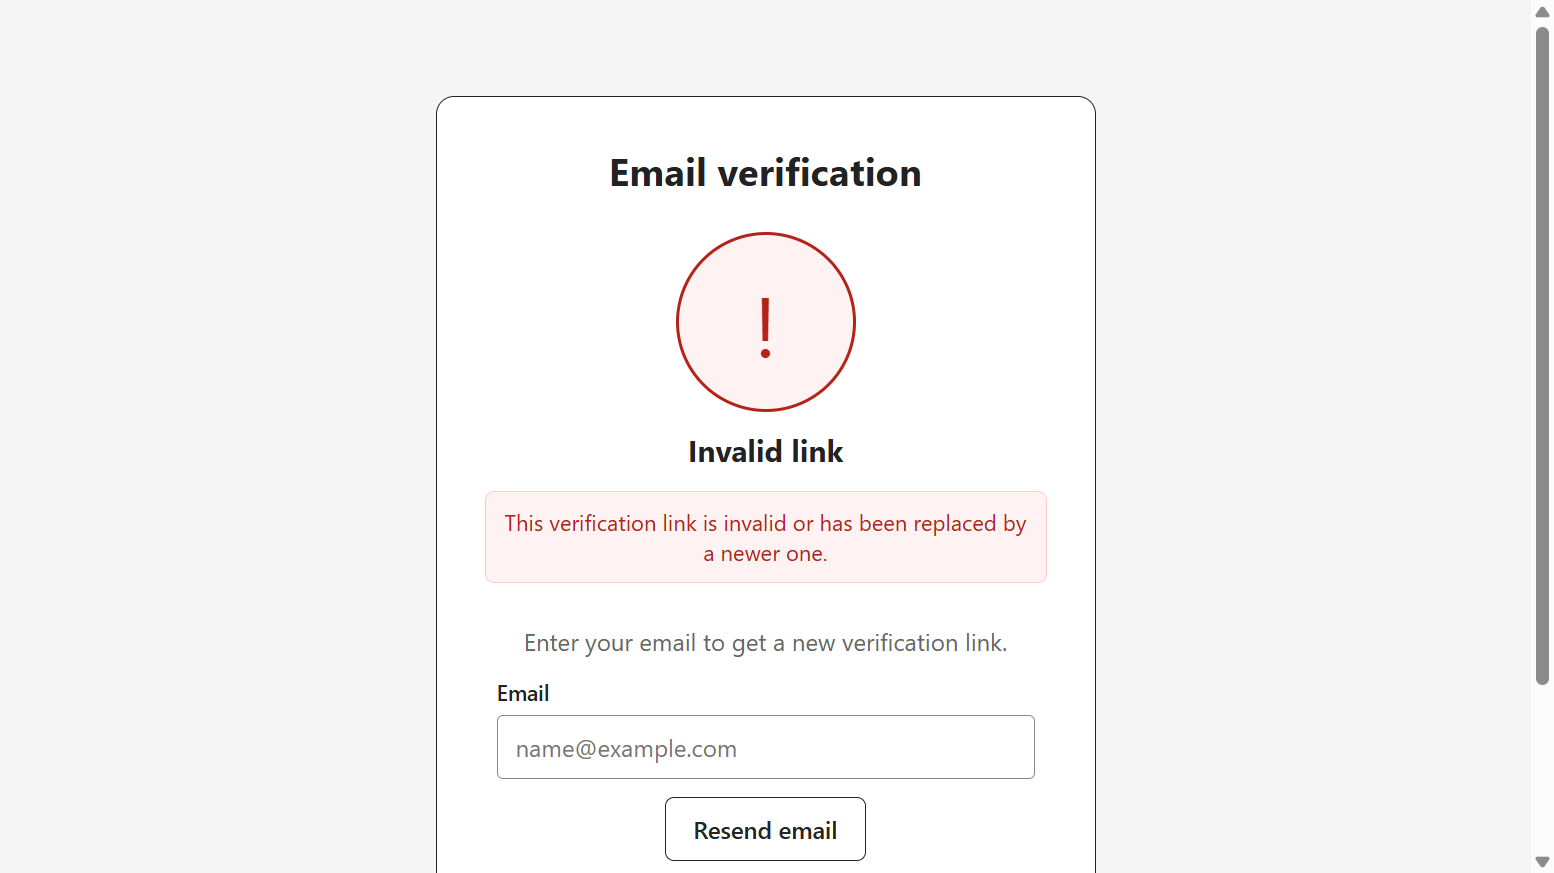 Email verification
!
Invalid link
This verification link is invalid or has been replaced by
a newer one.
Enter your email to get a new verification link.
Email
name@example.com
Resend email